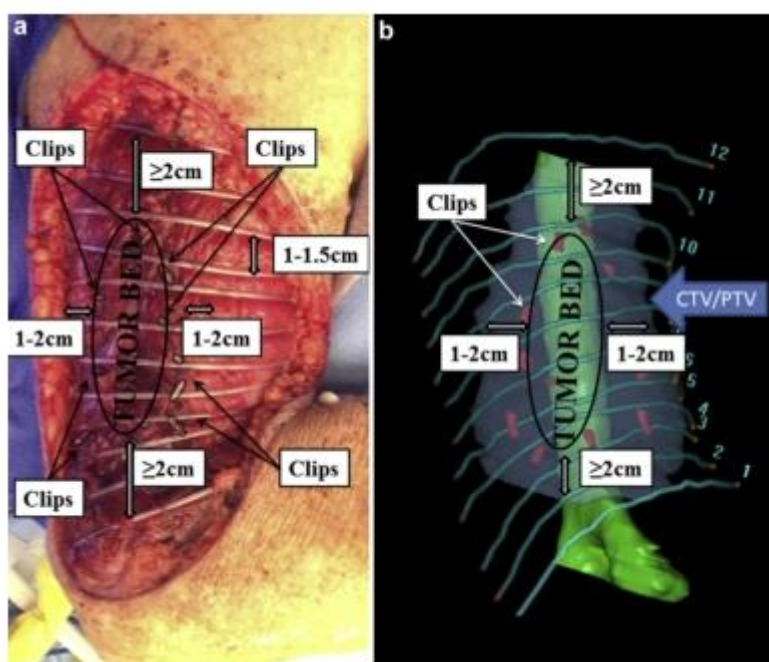 a
Clips
Clips
≥2cm
1-1.5cm
TUMOR BED
1-2cm
1-2cm
≥2cm
Clips
Clips
b
12
11
≥2cm
Clips
10
CTV/PTV
TUMOR BED
1-2cm
1-2cm
6
5
4
3
2
≥2cm
1